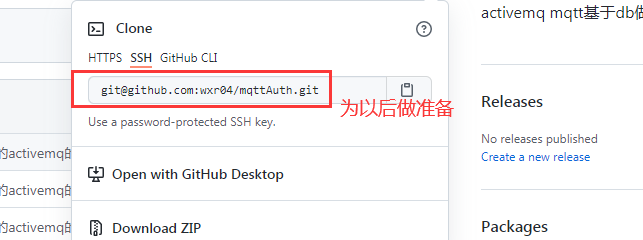 Clone
HTTPS SSH GitHub CLI
git@github.com:wxr04/mqttAuth.git
为以后做准备
Use a password-protected SSH key.
Open with GitHub Desktop
Download ZIP
的activemq的
的activemq的
的activemq的
activemq mqtt基于db做
Releases
No releases published
Create a new release
Packages